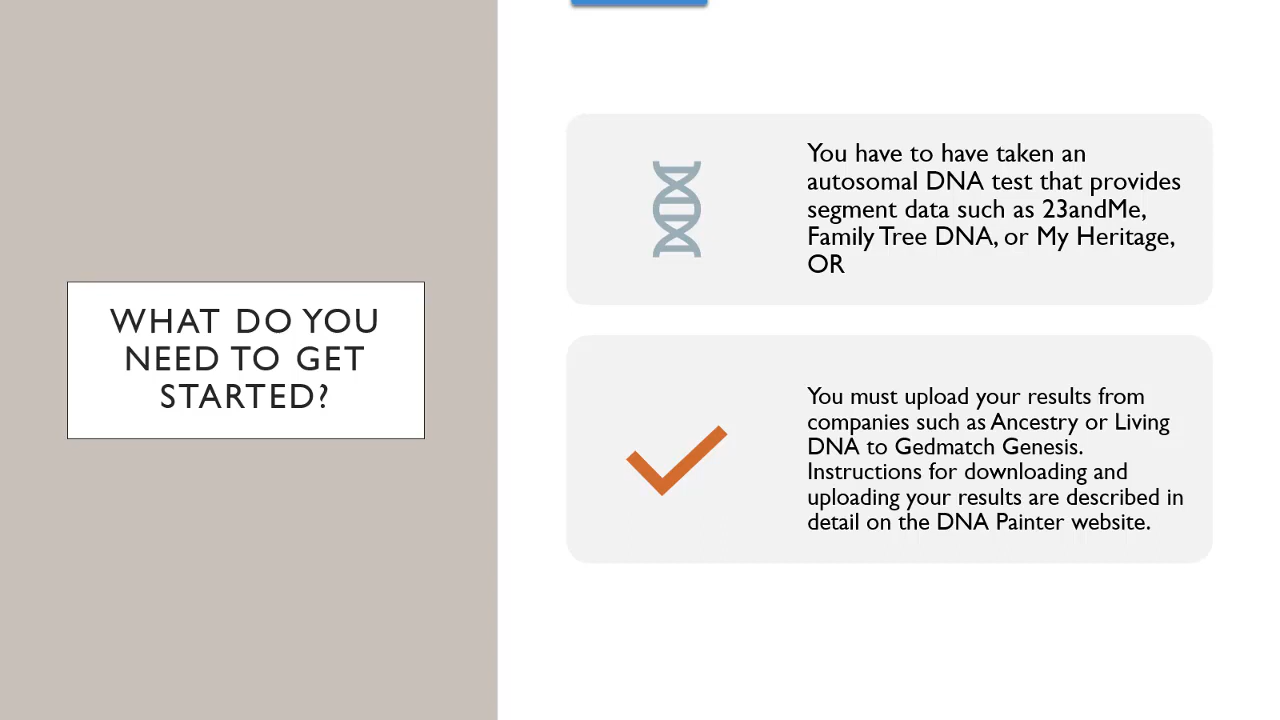 WHAT DO YOU
NEED TO GET
STARTED?
You have to have taken an
autosomal DNA test that provides
segment data such as 23andMe,
Family Tree DNA, or My Heritage,
OR
You must upload your results from
companies such as Ancestry or Living
DNA to Gedmatch Genesis.
Instructions for downloading and
uploading your results are described in
detail on the DNA Painter website.